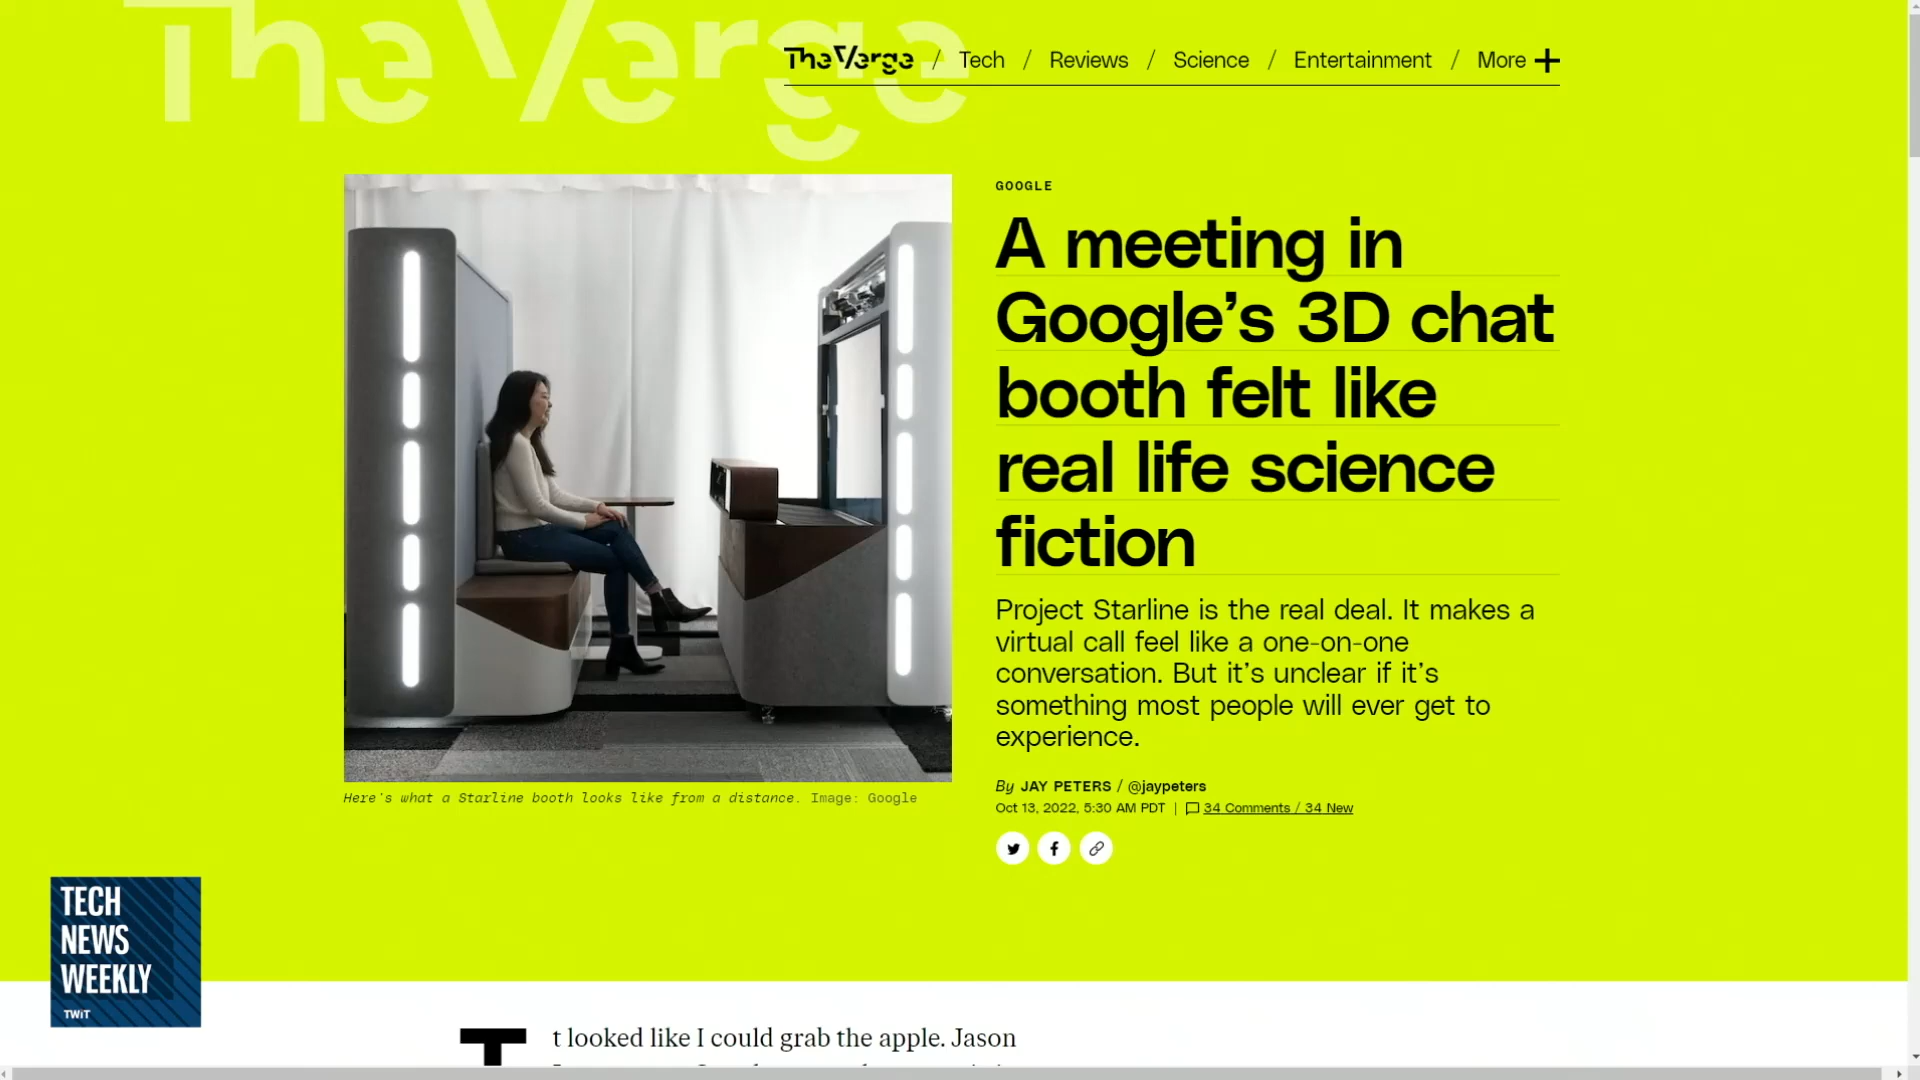 The Verge
The Verge / Tech / Reviews / Science / Entertainment / More
GOOGLE
A meeting in
Google’s 3D chat
booth felt like
real life science
fiction
Project Starline is the real deal. It makes a
virtual call feel like a one-on-one
conversation. But it’s unclear if it’s
something most people will ever get to
experience.
By JAY PETERS / @jaypeters
Oct 13, 2022, 5:30 AM PDT | 34 Comments / 34 New
Here's what a Starline booth looks like from a distance. Image: Google
TECH
NEWS
WEEKLY
TWiT
t looked like I could grab the apple. Jason